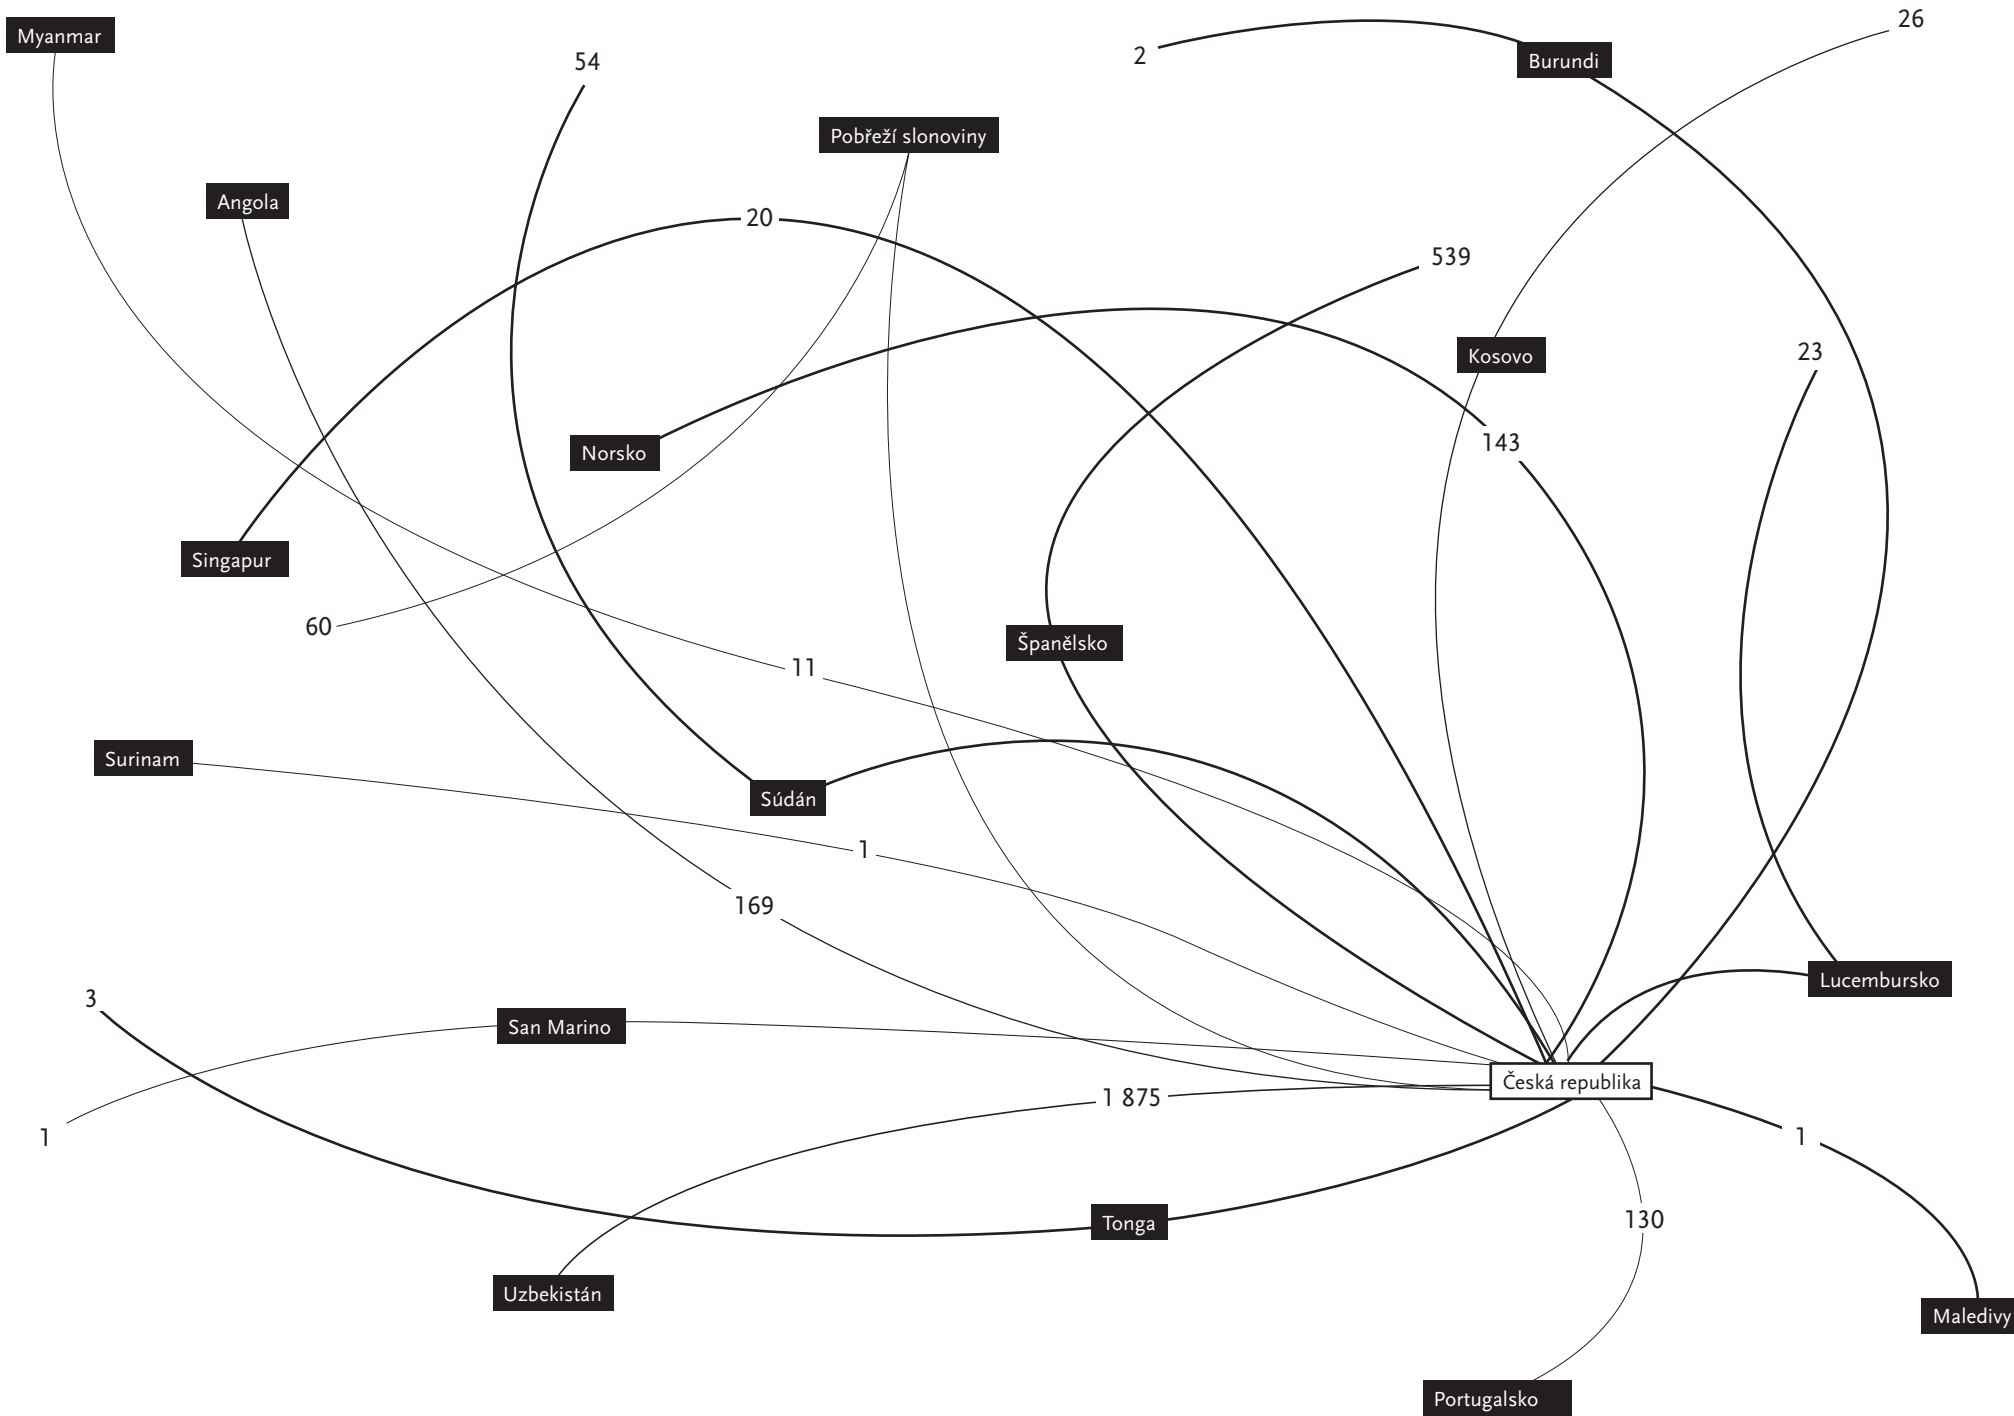 26
Myanmar
2
Burundi
54
Pobřeží slonoviny
Angola
20
539
23
Kosovo
143
Norsko
Singapur
60
Španělsko
11
Surinam
Súdán
1
169
Lucembursko
3
San Marino
Česká republika
1 875
1
1
Tonga
130
Uzbekistán
Maledivy
Portugalsko